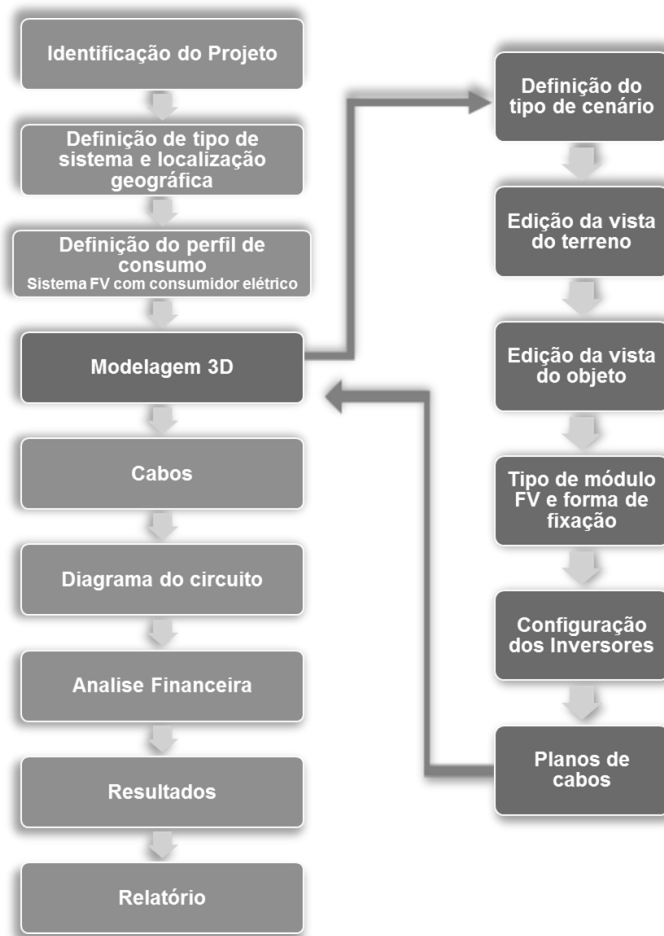 Identificação do Projeto
Definição de tipo de
sistema e localização
geográfica
Definição do perfil de
consumo
Sistema FV com consumidor elétrico
Modelagem 3D
Cabos
Diagrama do circuito
Analise Financeira
Resultados
Relatório
Definição do
tipo de cenário
Edição da vista
do terreno
Edição da vista
do objeto
Tipo de módulo
FV e forma de
fixação
Configuração
dos Inversores
Planos de
cabos